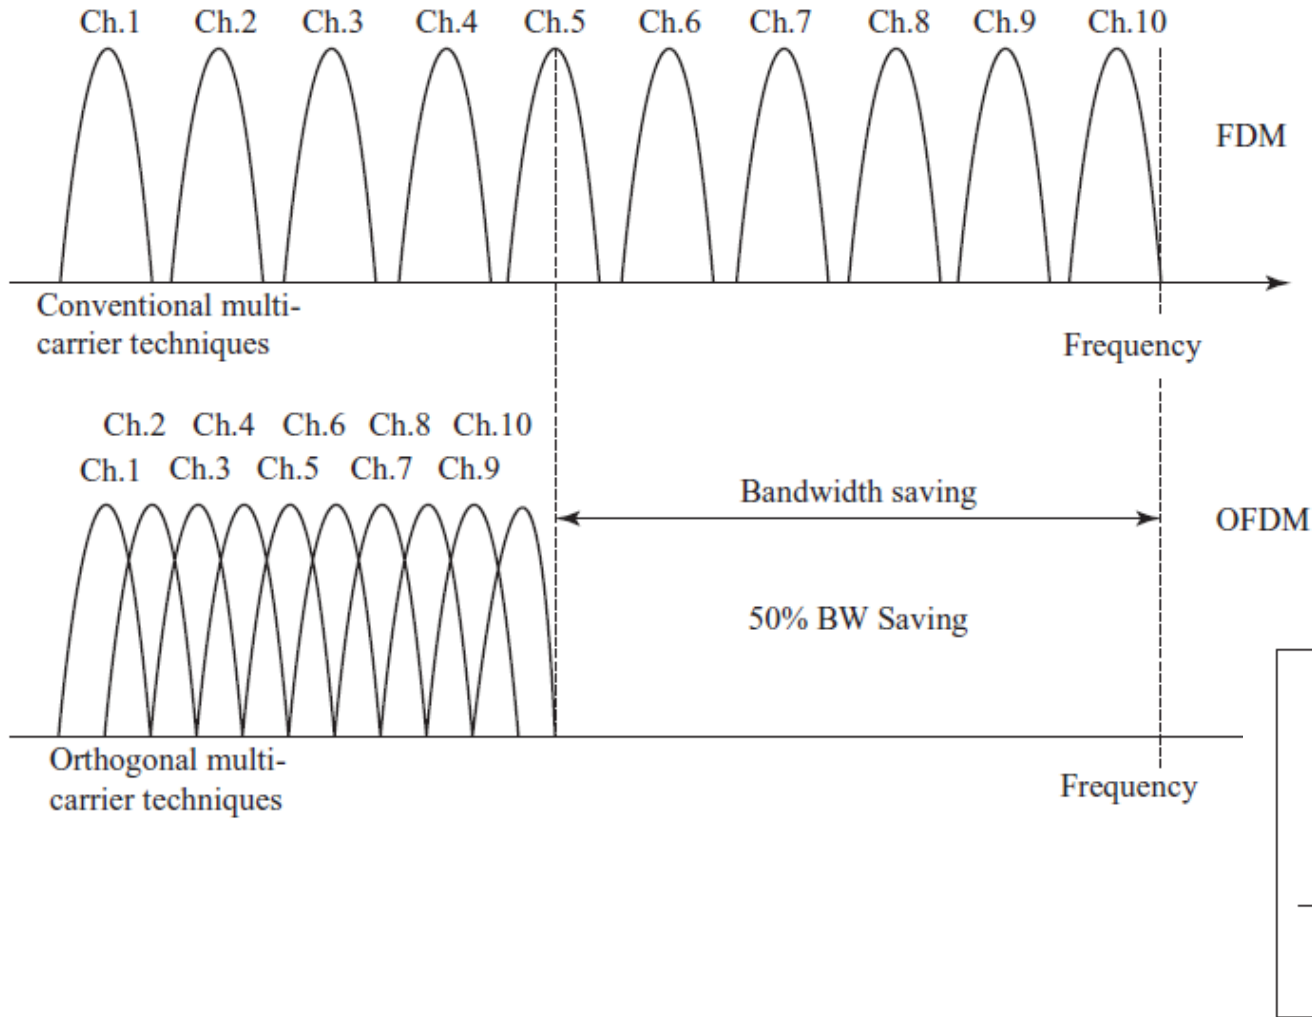 Ch.1 Ch.2 Ch.3 Ch.4 Ch.5 Ch.6 Ch.7 Ch.8 Ch.9 Ch.10
FDM
Conventional multi-
carrier techniques
Frequency
Ch.2 Ch.4 Ch.6 Ch.8 Ch.10
Ch.1 Ch.3 Ch.5 Ch.7 Ch.9
Bandwidth saving
OFDM
50% BW Saving
Orthogonal multi-
carrier techniques
Frequency